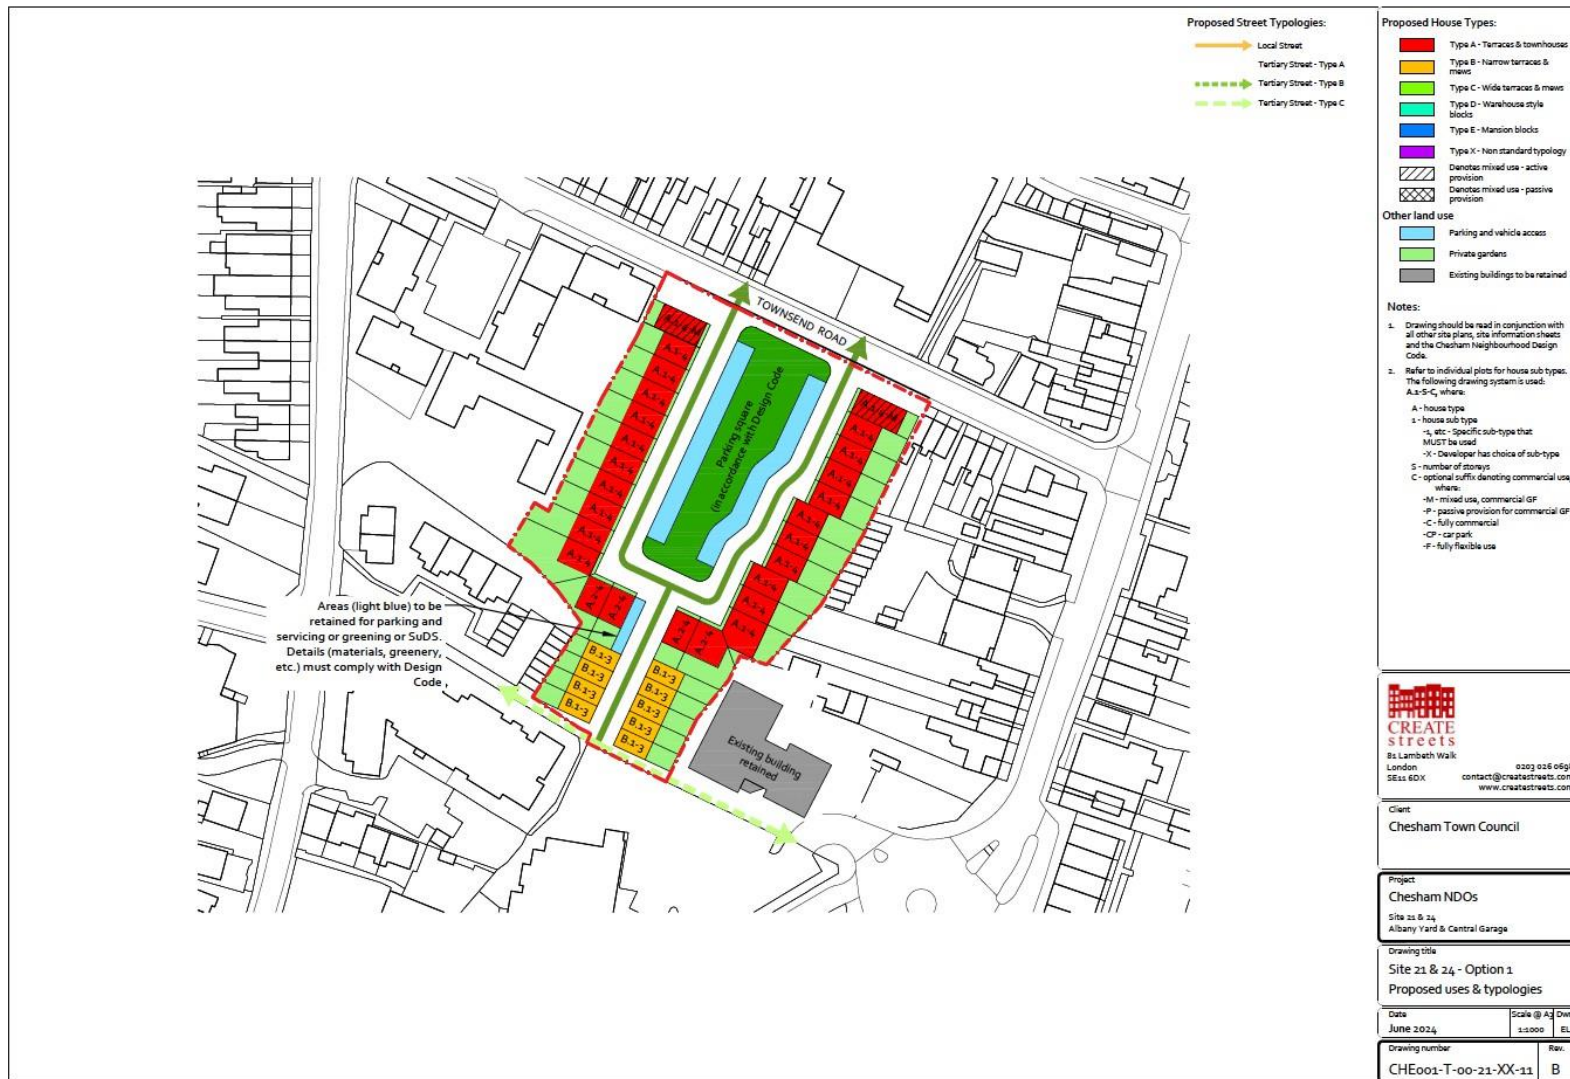 Proposed Street Typologies:
Local Street
Tertiary Street - Type A
Tertiary Street - Type B
Tertiary Street - Type C
Proposed House Types:
Type A - Terraces & townhouses
Type B - Narrow terraces &
mews
Type C - Wide terraces & mews
Type D - Warehouse style
blocks
Type E - Mansion blocks
Type X - Non standard typology
Denotes mixed use - active
provision
Denotes mixed use - passive
provision
Other land use
Parking and vehicle access
Private gardens
Existing buildings to be retained
Notes:
1. Drawing should be read in conjunction with
all other site plans, site information sheets
and the Chesham Neighbourhood Design
Code.
2. Refer to individual plots for house sub types.
The following drawing system is used:
A.1-S-C, where:
A - house type
1 - house sub type
-1, etc - Specific sub-type that
MUST be used
-X - Developer has choice of sub-type
S - number of storeys
C - optional suffix denoting commercial use,
where:
-M - mixed use, commercial GF
-P - passive provision for commercial GF
-C - fully commercial
-CP - car park
-F - fully flexible use
TOWNSEND ROAD
Parking square
(in accordance with Design Code
A.1-4
A.1-4
A.1-4
A.1-4
A.1-4
A.1-4
A.1-4
A.1-4
A.1-4
A.1-4
A.2-4
A.2-4
B.1-3
B.1-3
B.1-3
B.1-3
A.1-4
A.1-4
A.1-4
A.1-4
A.1-4
A.1-4
A.1-4
A.1-4
A.1-4
A.1-4
A.2-4
A.2-4
B.1-3
B.1-3
B.1-3
B.1-3
B.1-3
Areas (light blue) to be
retained for parking and
servicing or greening or SuDS.
Details (materials, greenery,
etc.) must comply with Design
Code
Existing building
retained
CREATE
streets
81 Lambeth Walk
London
SE11 6DX
0203 026 069
contact@createstreets.com
www.createstreets.com
Client
Chesham Town Council
Project
Chesham NDOs
Site 21 & 24
Albany Yard & Central Garage
Drawing title
Site 21 & 24 - Option 1
Proposed uses & typologies
Date
June 2024
Scale @ A3
1:1000
Dwn
EL
Drawing number
CHE001-T-00-21-XX-11
Rev.
B